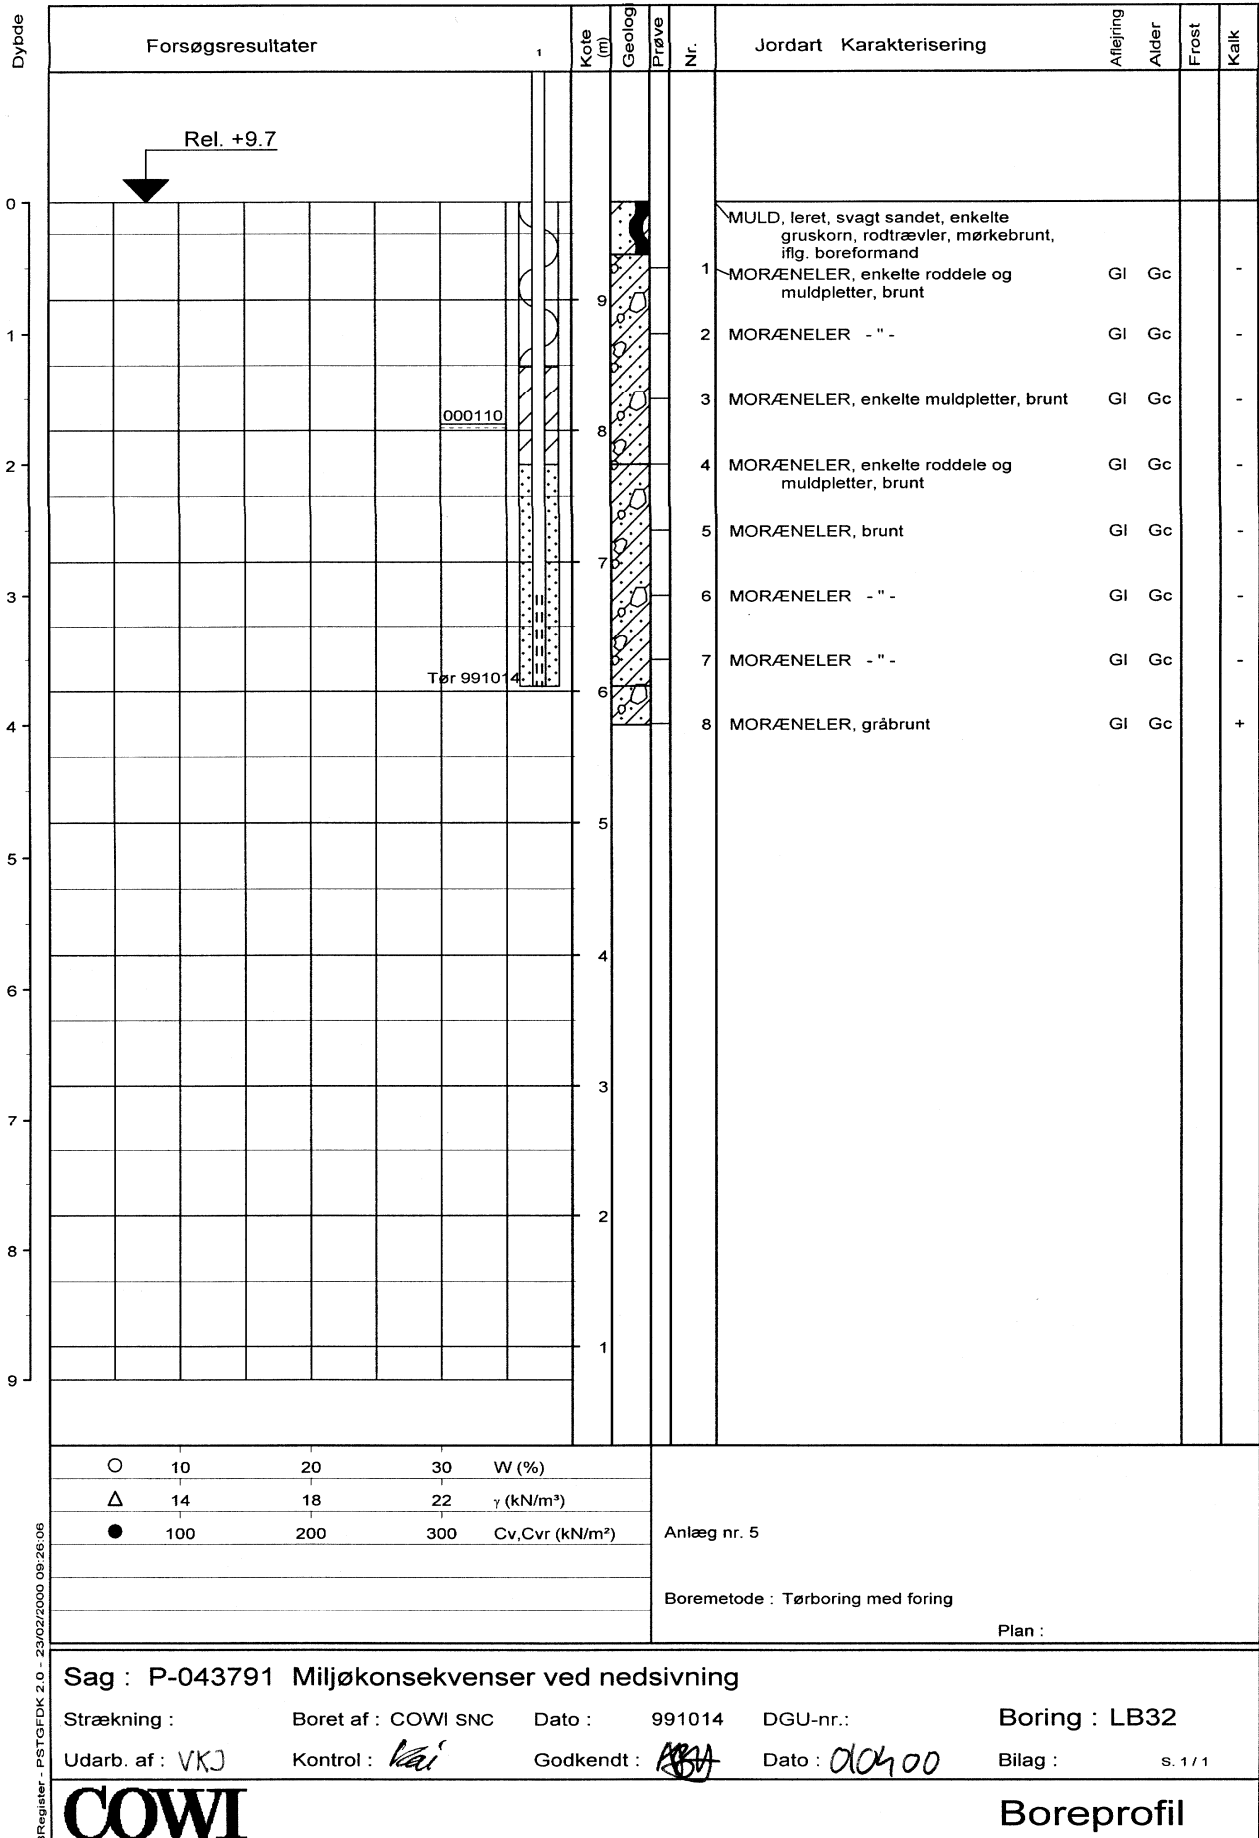 Dybde
Forsøgsresultater
1
Kote (m)
Geologi
Prøve
Nr.
Jordart Karakterisering
Aflejring
Alder
Frost
Kalk
Rel. +9.7
0
MULD, leret, svagt sandet, enkelte
gruskorn, rodtrævler, mørkebrunt,
iflg. boreformand
1 MORÆNELER, enkelte roddele og Gl Gc -
muldpletter, brunt
9
1
2 MORÆNELER - " - Gl Gc -
3 MORÆNELER, enkelte muldpletter, brunt Gl Gc -
000110
8
2
4 MORÆNELER, enkelte roddele og Gl Gc -
muldpletter, brunt
5 MORÆNELER, brunt Gl Gc -
7
3
6 MORÆNELER - " - Gl Gc -
7 MORÆNELER - " - Gl Gc -
Tør 991014
6
4
8 MORÆNELER, gråbrunt Gl Gc +
5
5
4
6
3
7
2
8
1
9
10 20 30 W (%)
14 18 22 γ (kN/m³)
100 200 300 Cv,Cvr (kN/m²)
Anlæg nr. 5
Boremetode : Tørboring med foring
Plan :
Register - PSTGFDK 2.0 - 23/02/2000 09:26:06
Sag : P-043791 Miljøkonsekvenser ved nedsivning
Strækning : Boret af : COWI SNC Dato : 991014 DGU-nr.: Boring : LB32
Udarb. af : VKJ Kontrol : Godkendt : Dato : 010400 Bilag : S. 1 / 1
COWI
Boreprofil